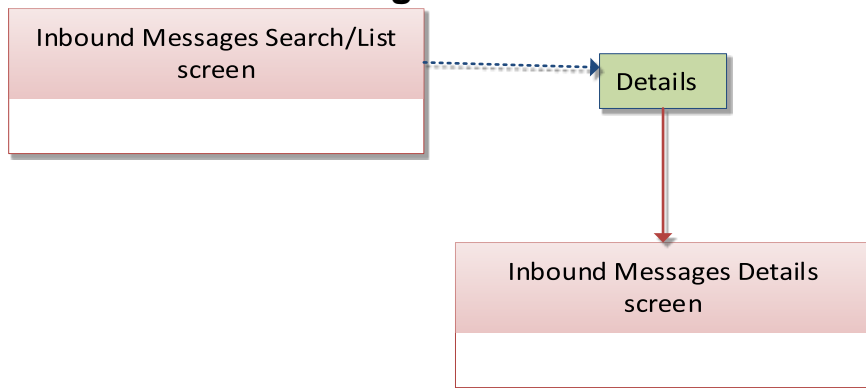 Inbound Messages Search/List
screen
Details
Inbound Messages Details
screen